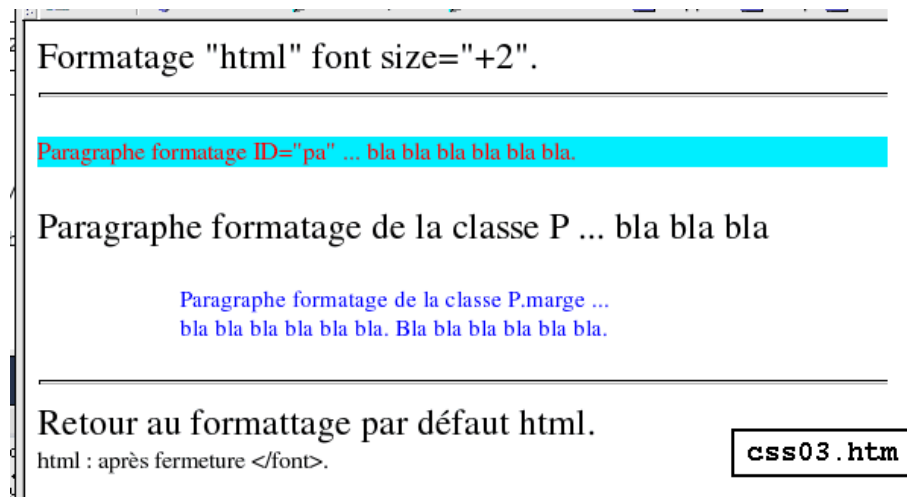 Formatage "html" font size="+2".
Paragraphe formatage ID="pa" ... bla bla bla bla bla bla.
Paragraphe formatage de la classe P ... bla bla bla
Paragraphe formatage de la classe P.marge ...
bla bla bla bla bla bla. Bla bla bla bla bla bla.
Retour au formattage par défaut html.
html : après fermeture </font>.
css03.htm